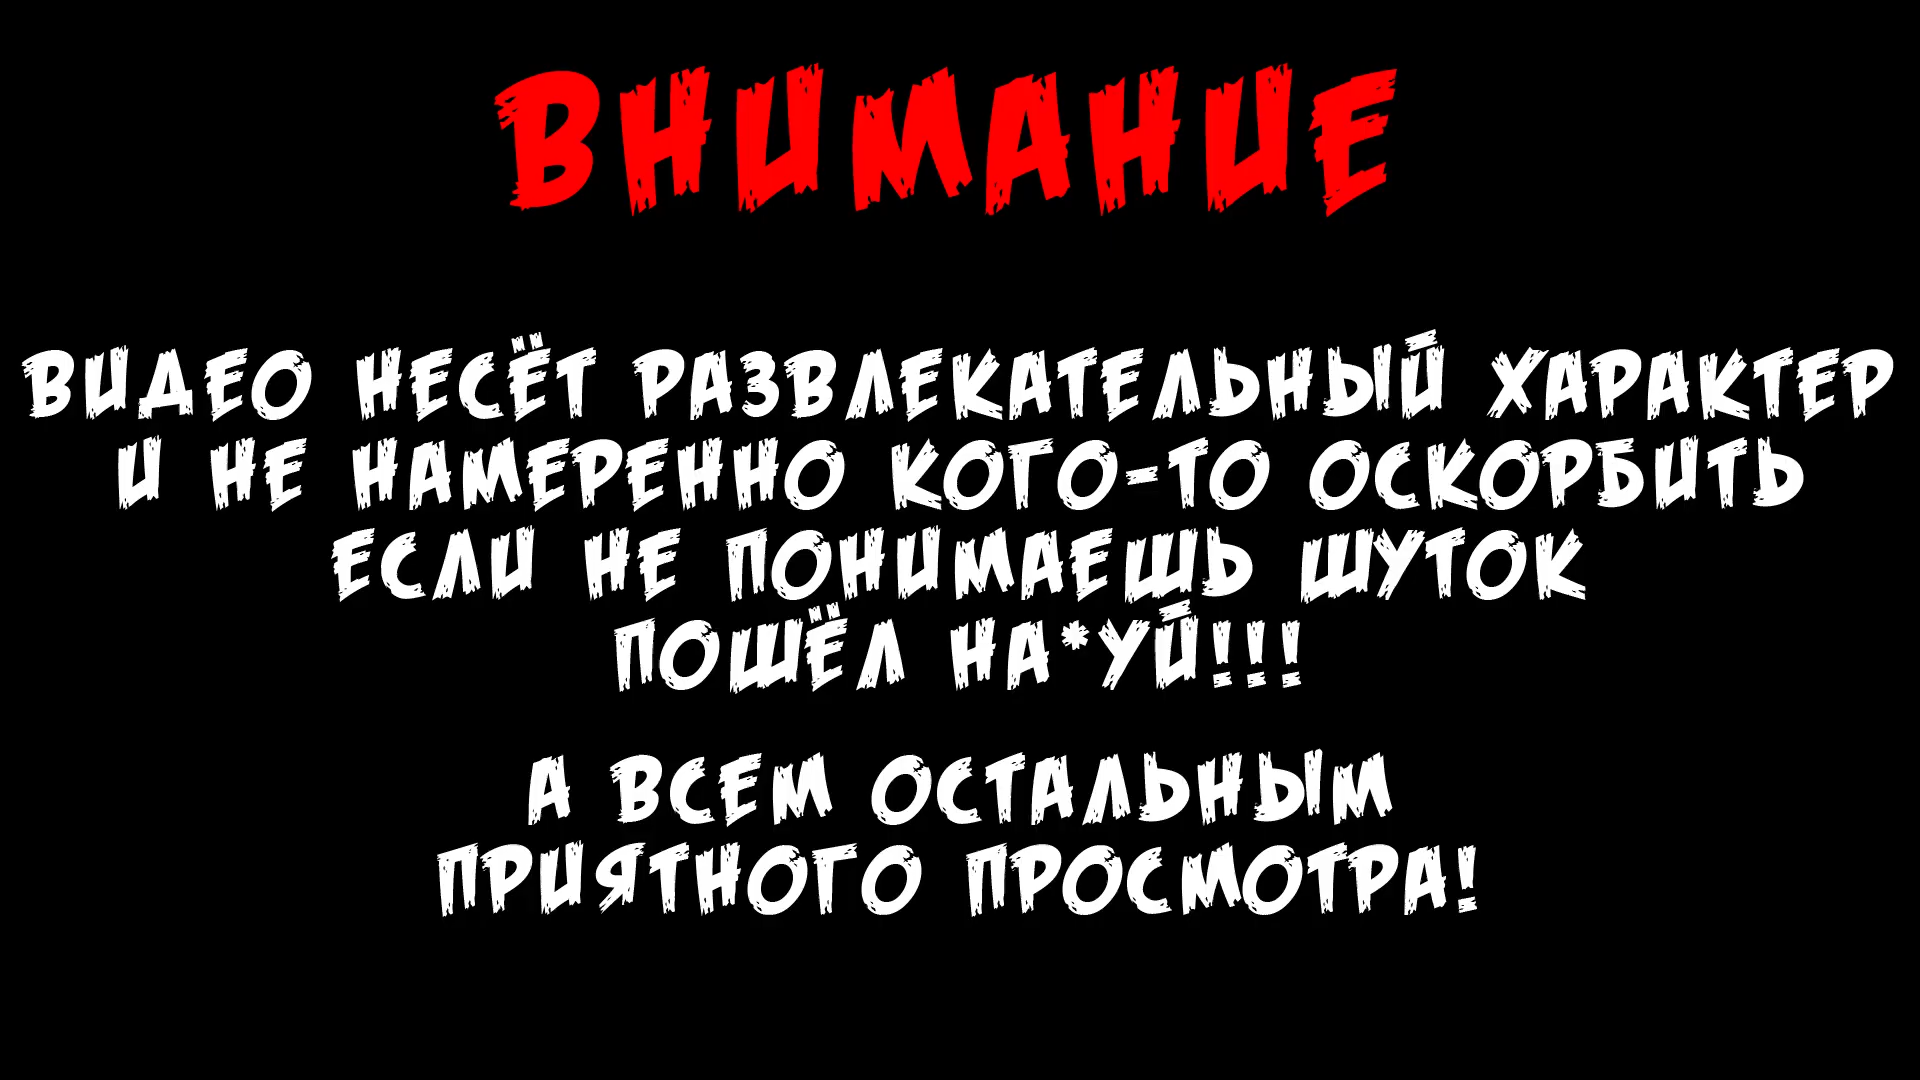 ВНИМАНИЕ
ВИДЕО НЕСЁТ РАЗВЛЕКАТЕЛЬНЫЙ ХАРАКТЕР
И НЕ НАМЕРЕННО КОГО-ТО ОСКОРБИТЬ
ЕСЛИ НЕ ПОНИМАЕШЬ ШУТОК
ПОШЁЛ НА*УЙ!!!
А ВСЕМ ОСТАЛЬНЫМ
ПРИЯТНОГО ПРОСМОТРА!